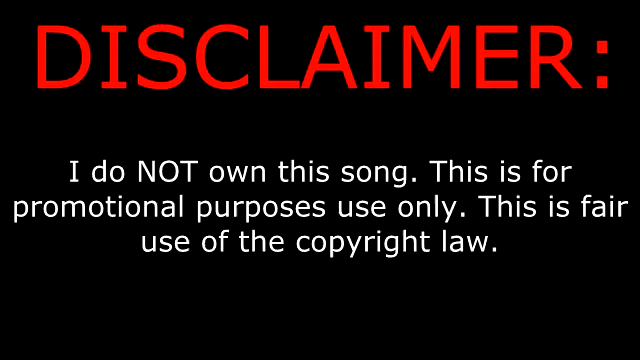 DISCLAIMER:
I do NOT own this song. This is for
promotional purposes use only. This is fair
use of the copyright law.